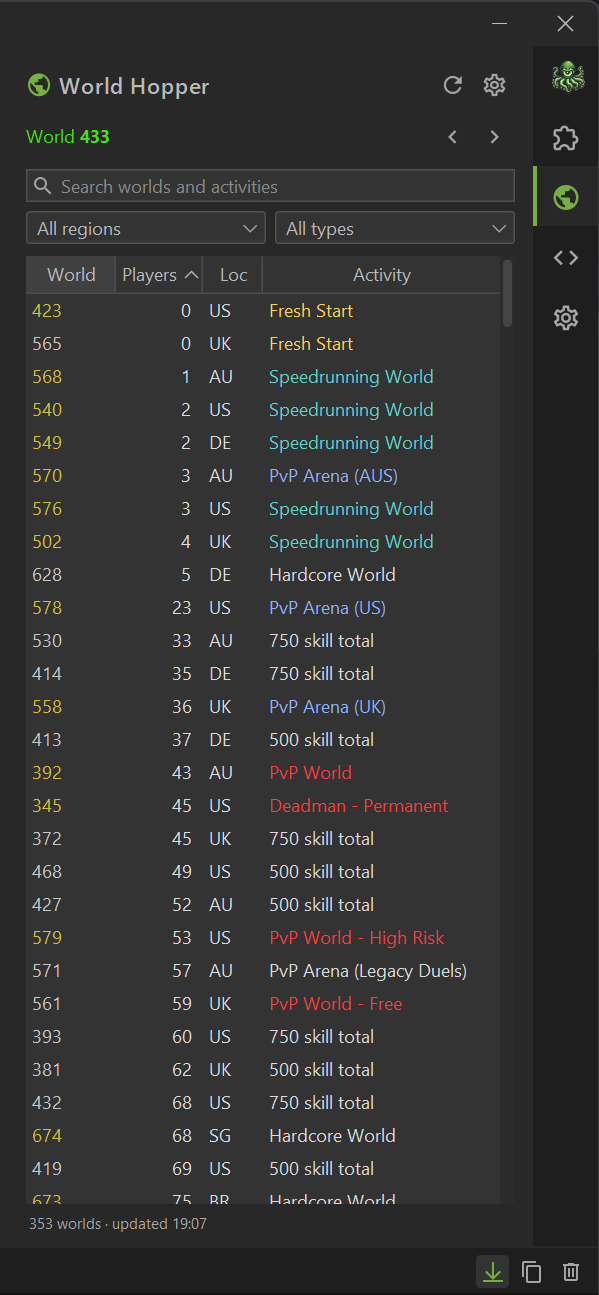 World Hopper
World 433
Search worlds and activities
All regions All types
World Players Loc Activity
423 0 US Fresh Start
565 0 UK Fresh Start
568 1 AU Speedrunning World
540 2 US Speedrunning World
549 2 DE Speedrunning World
570 3 AU PvP Arena (AUS)
576 3 US Speedrunning World
502 4 UK Speedrunning World
628 5 DE Hardcore World
578 23 US PvP Arena (US)
530 33 AU 750 skill total
414 35 DE 750 skill total
558 36 UK PvP Arena (UK)
413 37 DE 500 skill total
392 43 AU PvP World
345 45 US Deadman - Permanent
372 45 UK 750 skill total
468 49 US 500 skill total
427 52 AU 500 skill total
579 53 US PvP World - High Risk
571 57 AU PvP Arena (Legacy Duels)
561 59 UK PvP World - Free
393 60 US 750 skill total
381 62 UK 500 skill total
432 68 US 750 skill total
674 68 SG Hardcore World
419 69 US 500 skill total
673 75 BR Hardcore World
353 worlds · updated 19:07